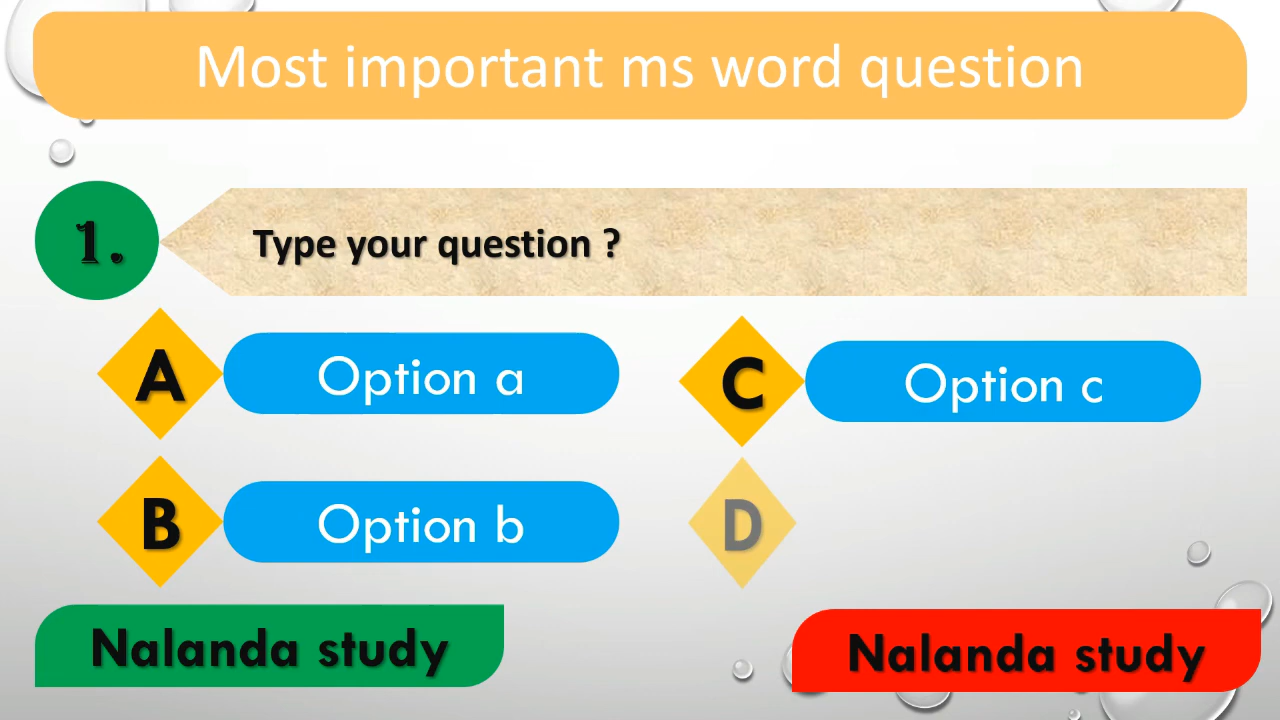 Most important ms word question
1.
Type your question ?
A
Option a
C
Option c
B
Option b
D
Nalanda study
Nalanda study